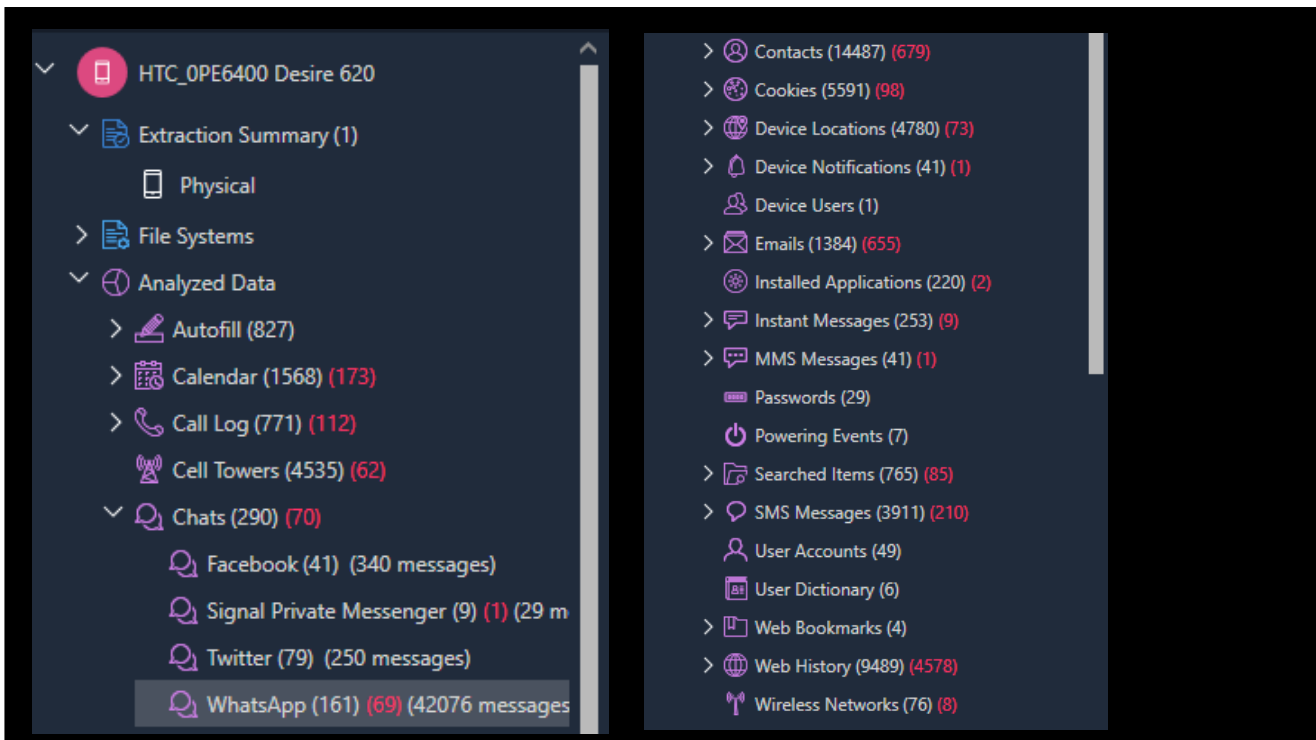 HTC_0PE6400 Desire 620
Extraction Summary (1)
Physical
File Systems
Analyzed Data
Autofill (827)
Calendar (1568) (173)
Call Log (771) (112)
Cell Towers (4535) (62)
Chats (290) (70)
Facebook (41) (340 messages)
Signal Private Messenger (9) (1) (29 m
Twitter (79) (250 messages)
WhatsApp (161) (69) (42076 messages
Contacts (14487) (679)
Cookies (5591) (98)
Device Locations (4780) (73)
Device Notifications (41) (1)
Device Users (1)
Emails (1384) (655)
Installed Applications (220) (2)
Instant Messages (253) (9)
MMS Messages (41) (1)
Passwords (29)
Powering Events (7)
Searched Items (765) (85)
SMS Messages (3911) (210)
User Accounts (49)
User Dictionary (6)
Web Bookmarks (4)
Web History (9489) (4578)
Wireless Networks (76) (8)